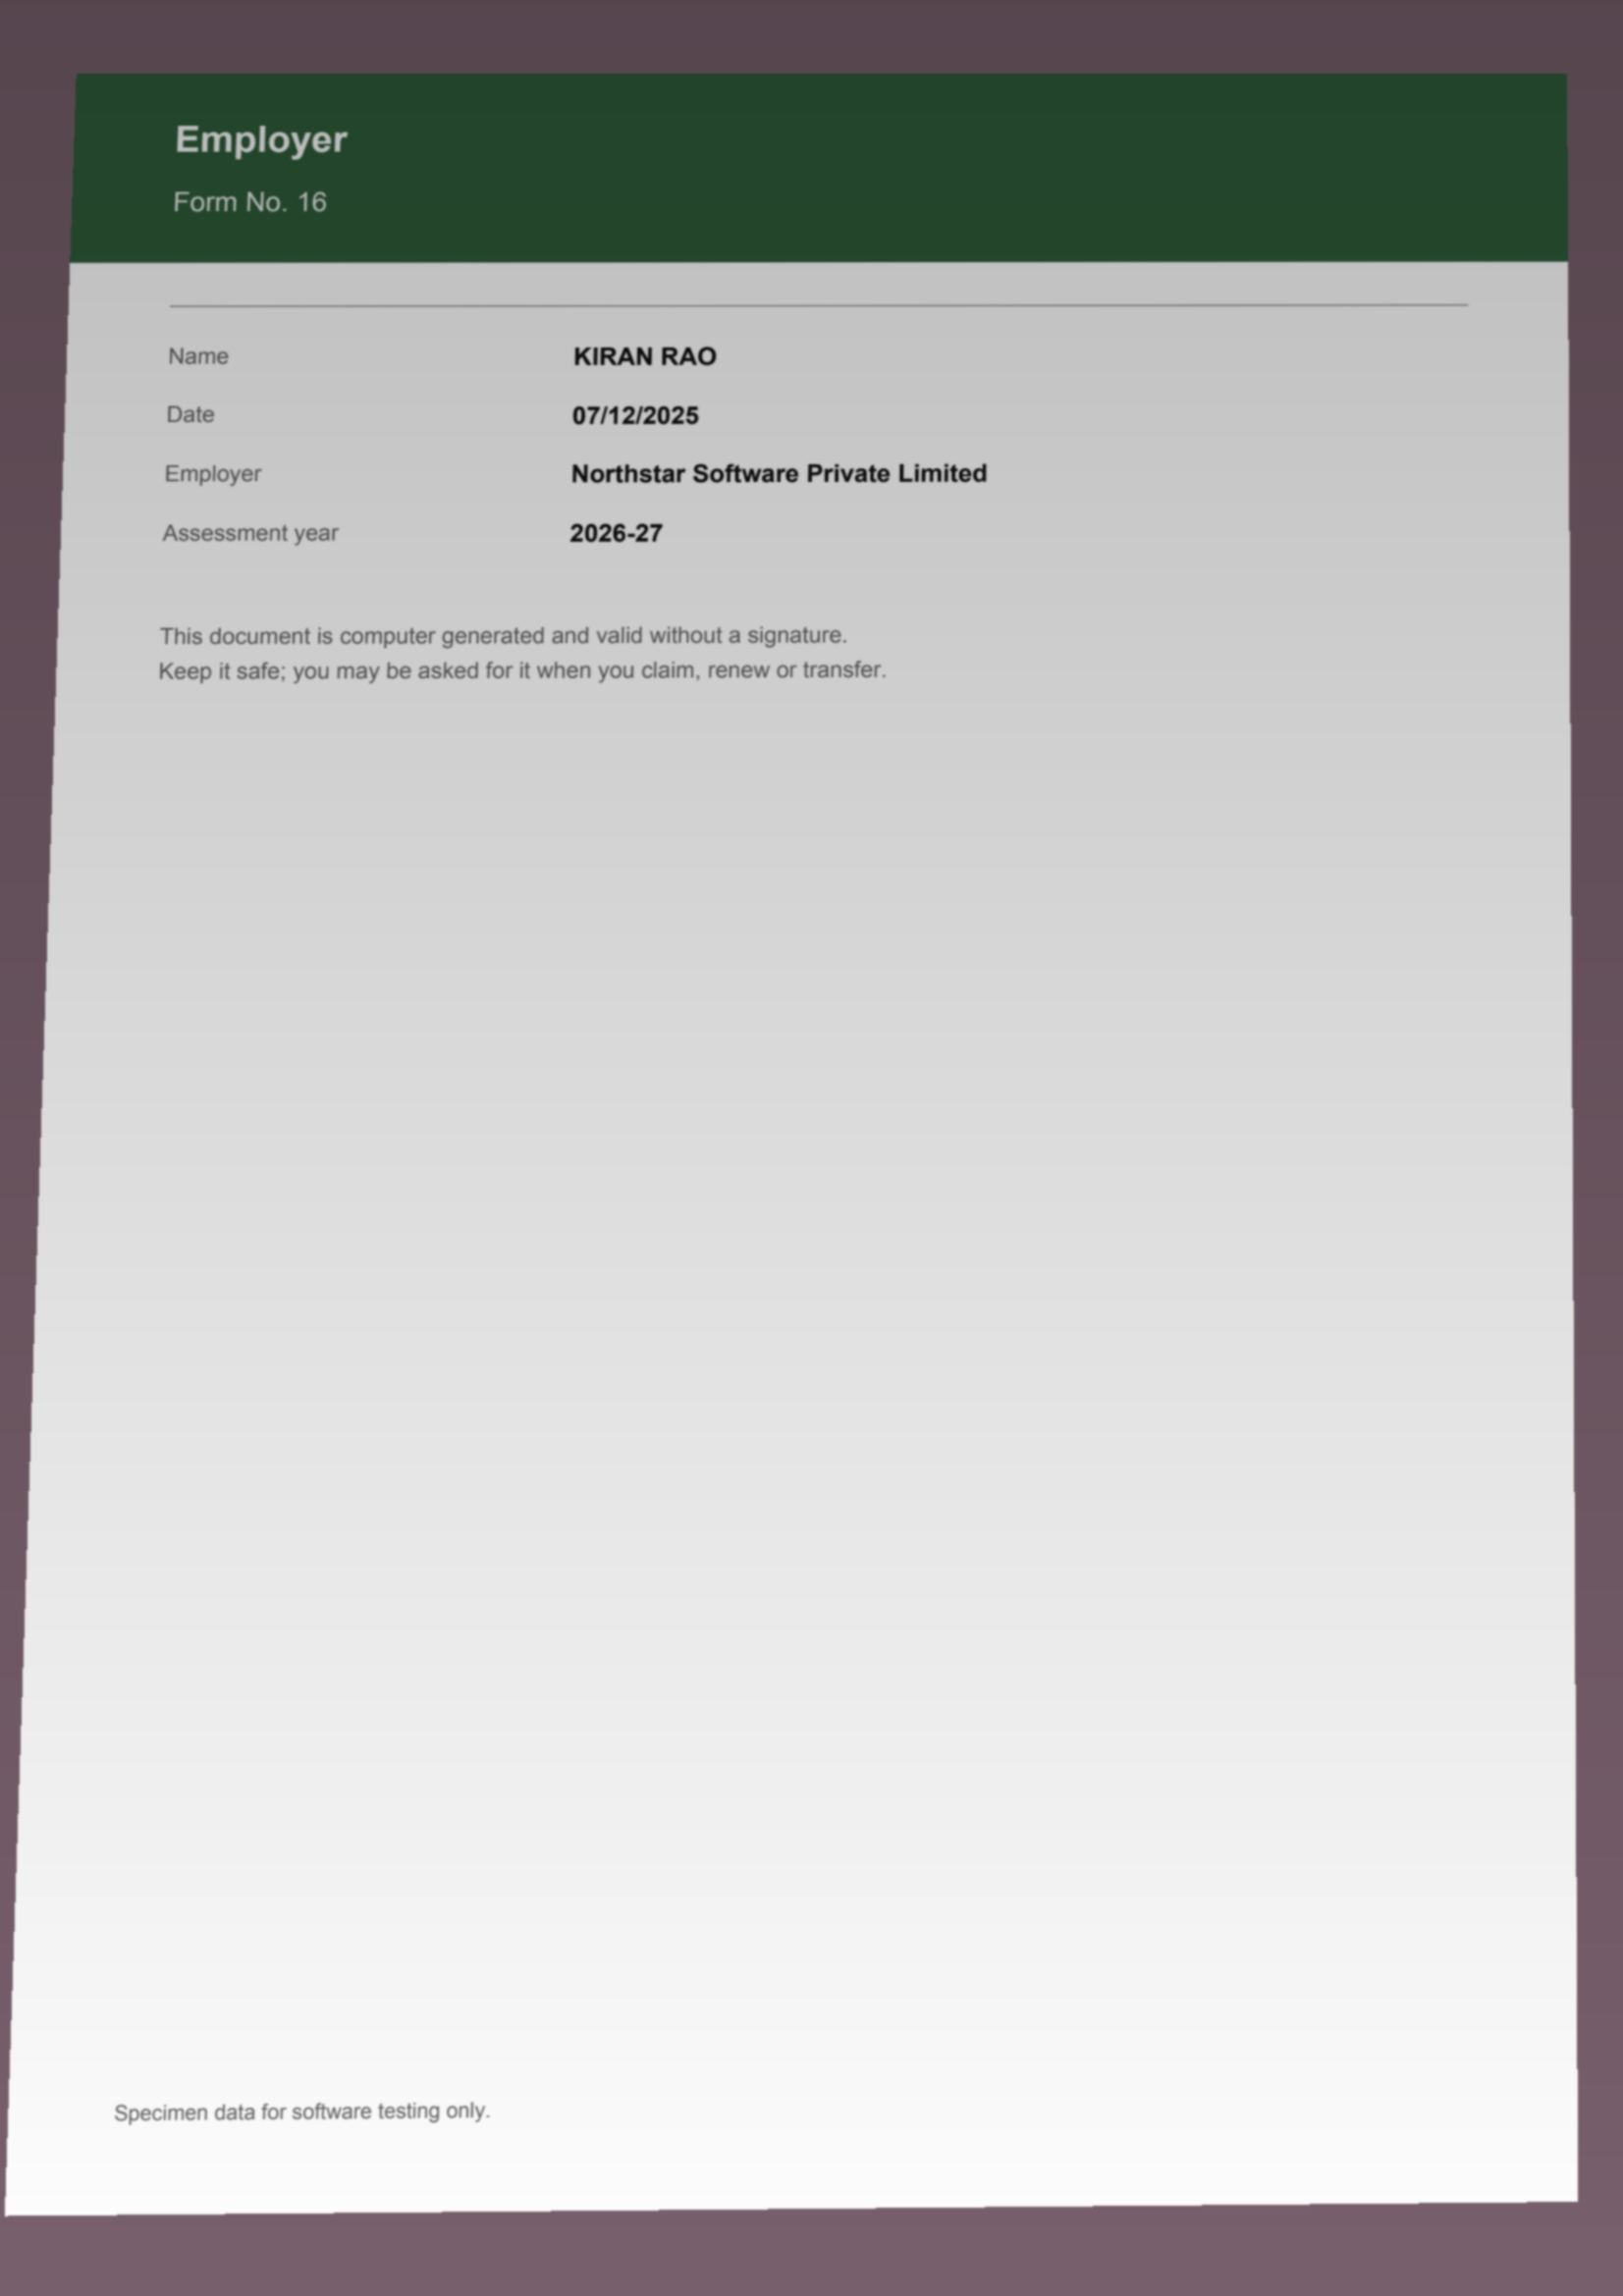 Employer
Form No. 16
Name KIRAN RAO
Date 07/12/2025
Employer Northstar Software Private Limited
Assessment year 2026-27
This document is computer generated and valid without a signature.
Keep it safe; you may be asked for it when you claim, renew or transfer.
Specimen data for software testing only.